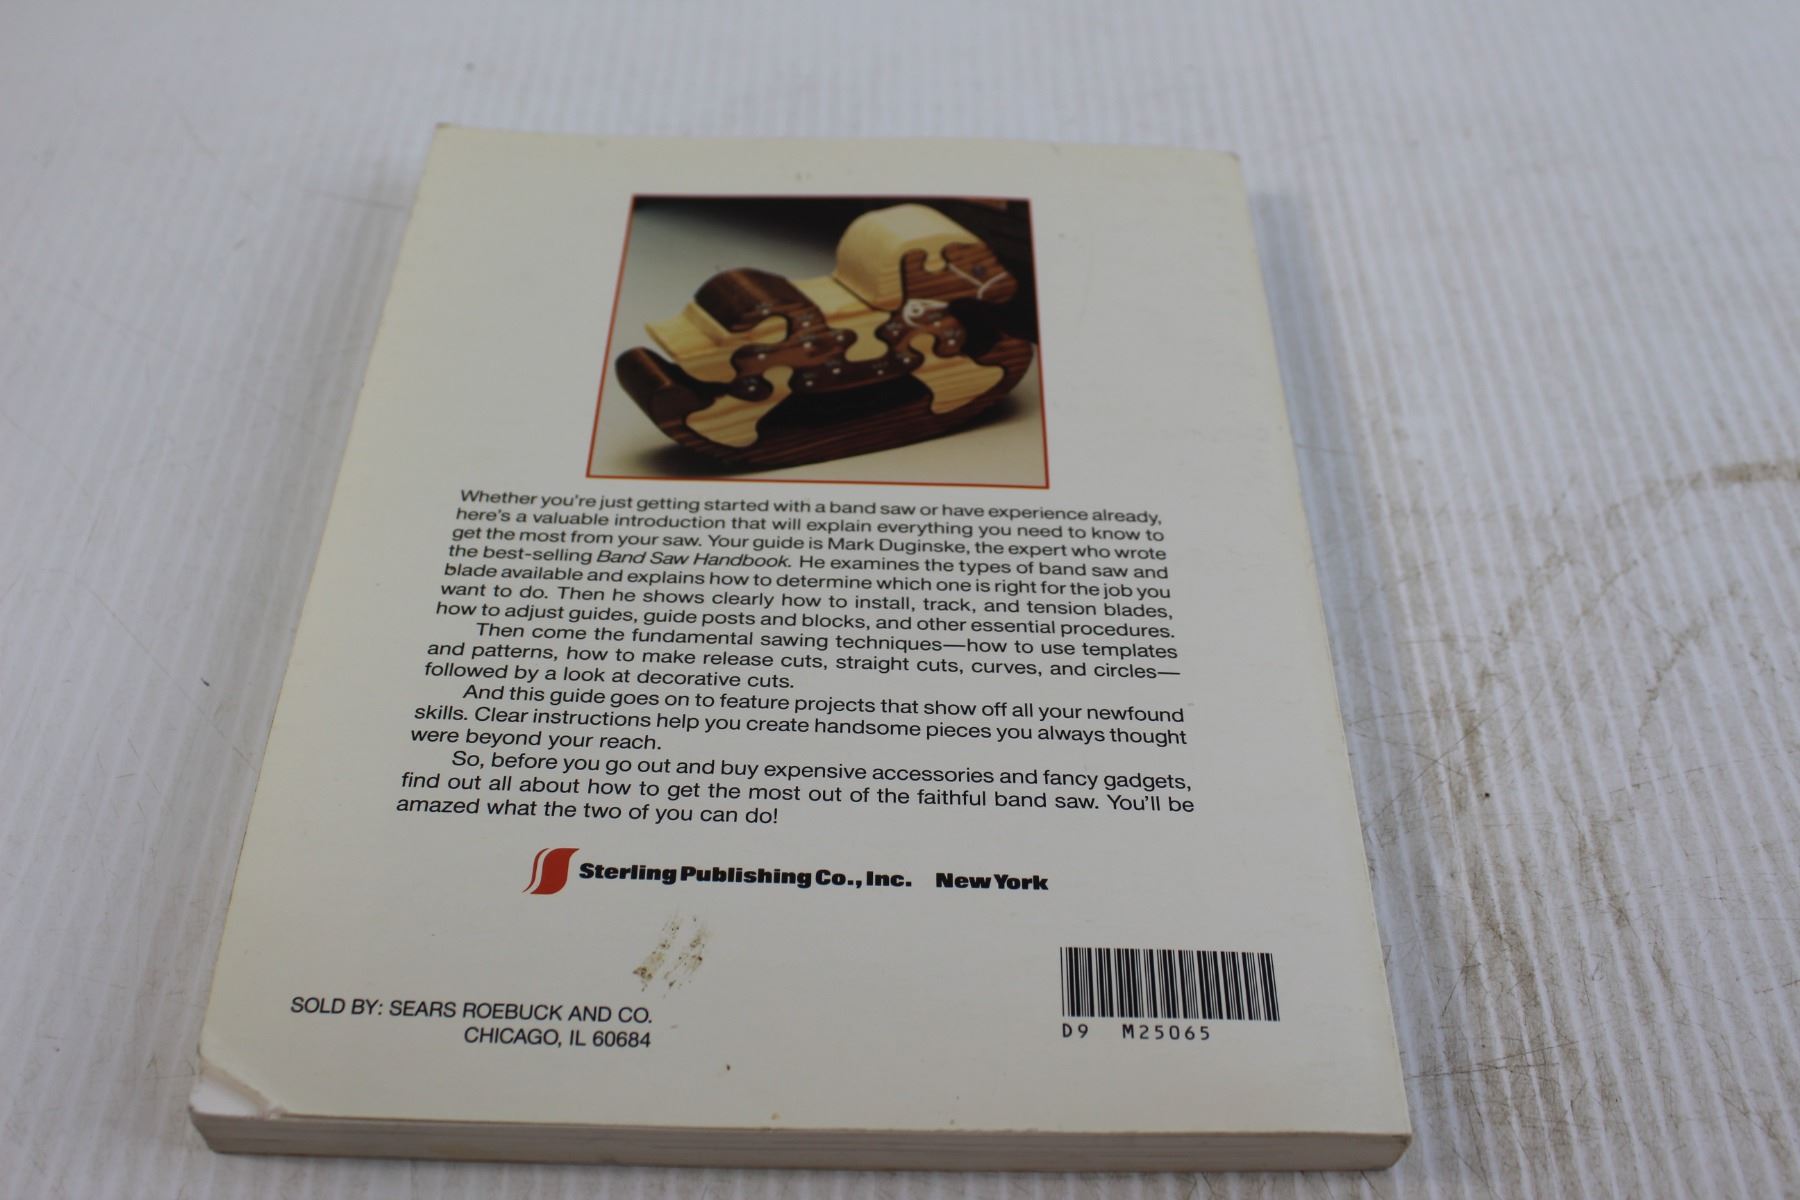 Whether you're just getting started with a band saw or have experience already,
here's a valuable introduction that will explain everything you need to know to
get the most from your saw. Your guide is Mark Duginske, the expert who wrote
the best-selling Band Saw Handbook. He examines the types of band saw and
blade available and explains how to determine which one is right for the job you
want to do. Then he shows clearly how to install, track, and tension blades,
how to adjust guides, guide posts and blocks, and other essential procedures.
Then come the fundamental sawing techniques—how to use templates
and patterns, how to make release cuts, straight cuts, curves, and circles—
followed by a look at decorative cuts.
And this guide goes on to feature projects that show off all your newfound
skills. Clear instructions help you create handsome pieces you always thought
were beyond your reach.
So, before you go out and buy expensive accessories and fancy gadgets,
find out all about how to get the most out of the faithful band saw. You'll be
amazed what the two of you can do!
Sterling Publishing Co., Inc. New York
SOLD BY: SEARS ROEBUCK AND CO.
CHICAGO, IL 60684
D9 M25065